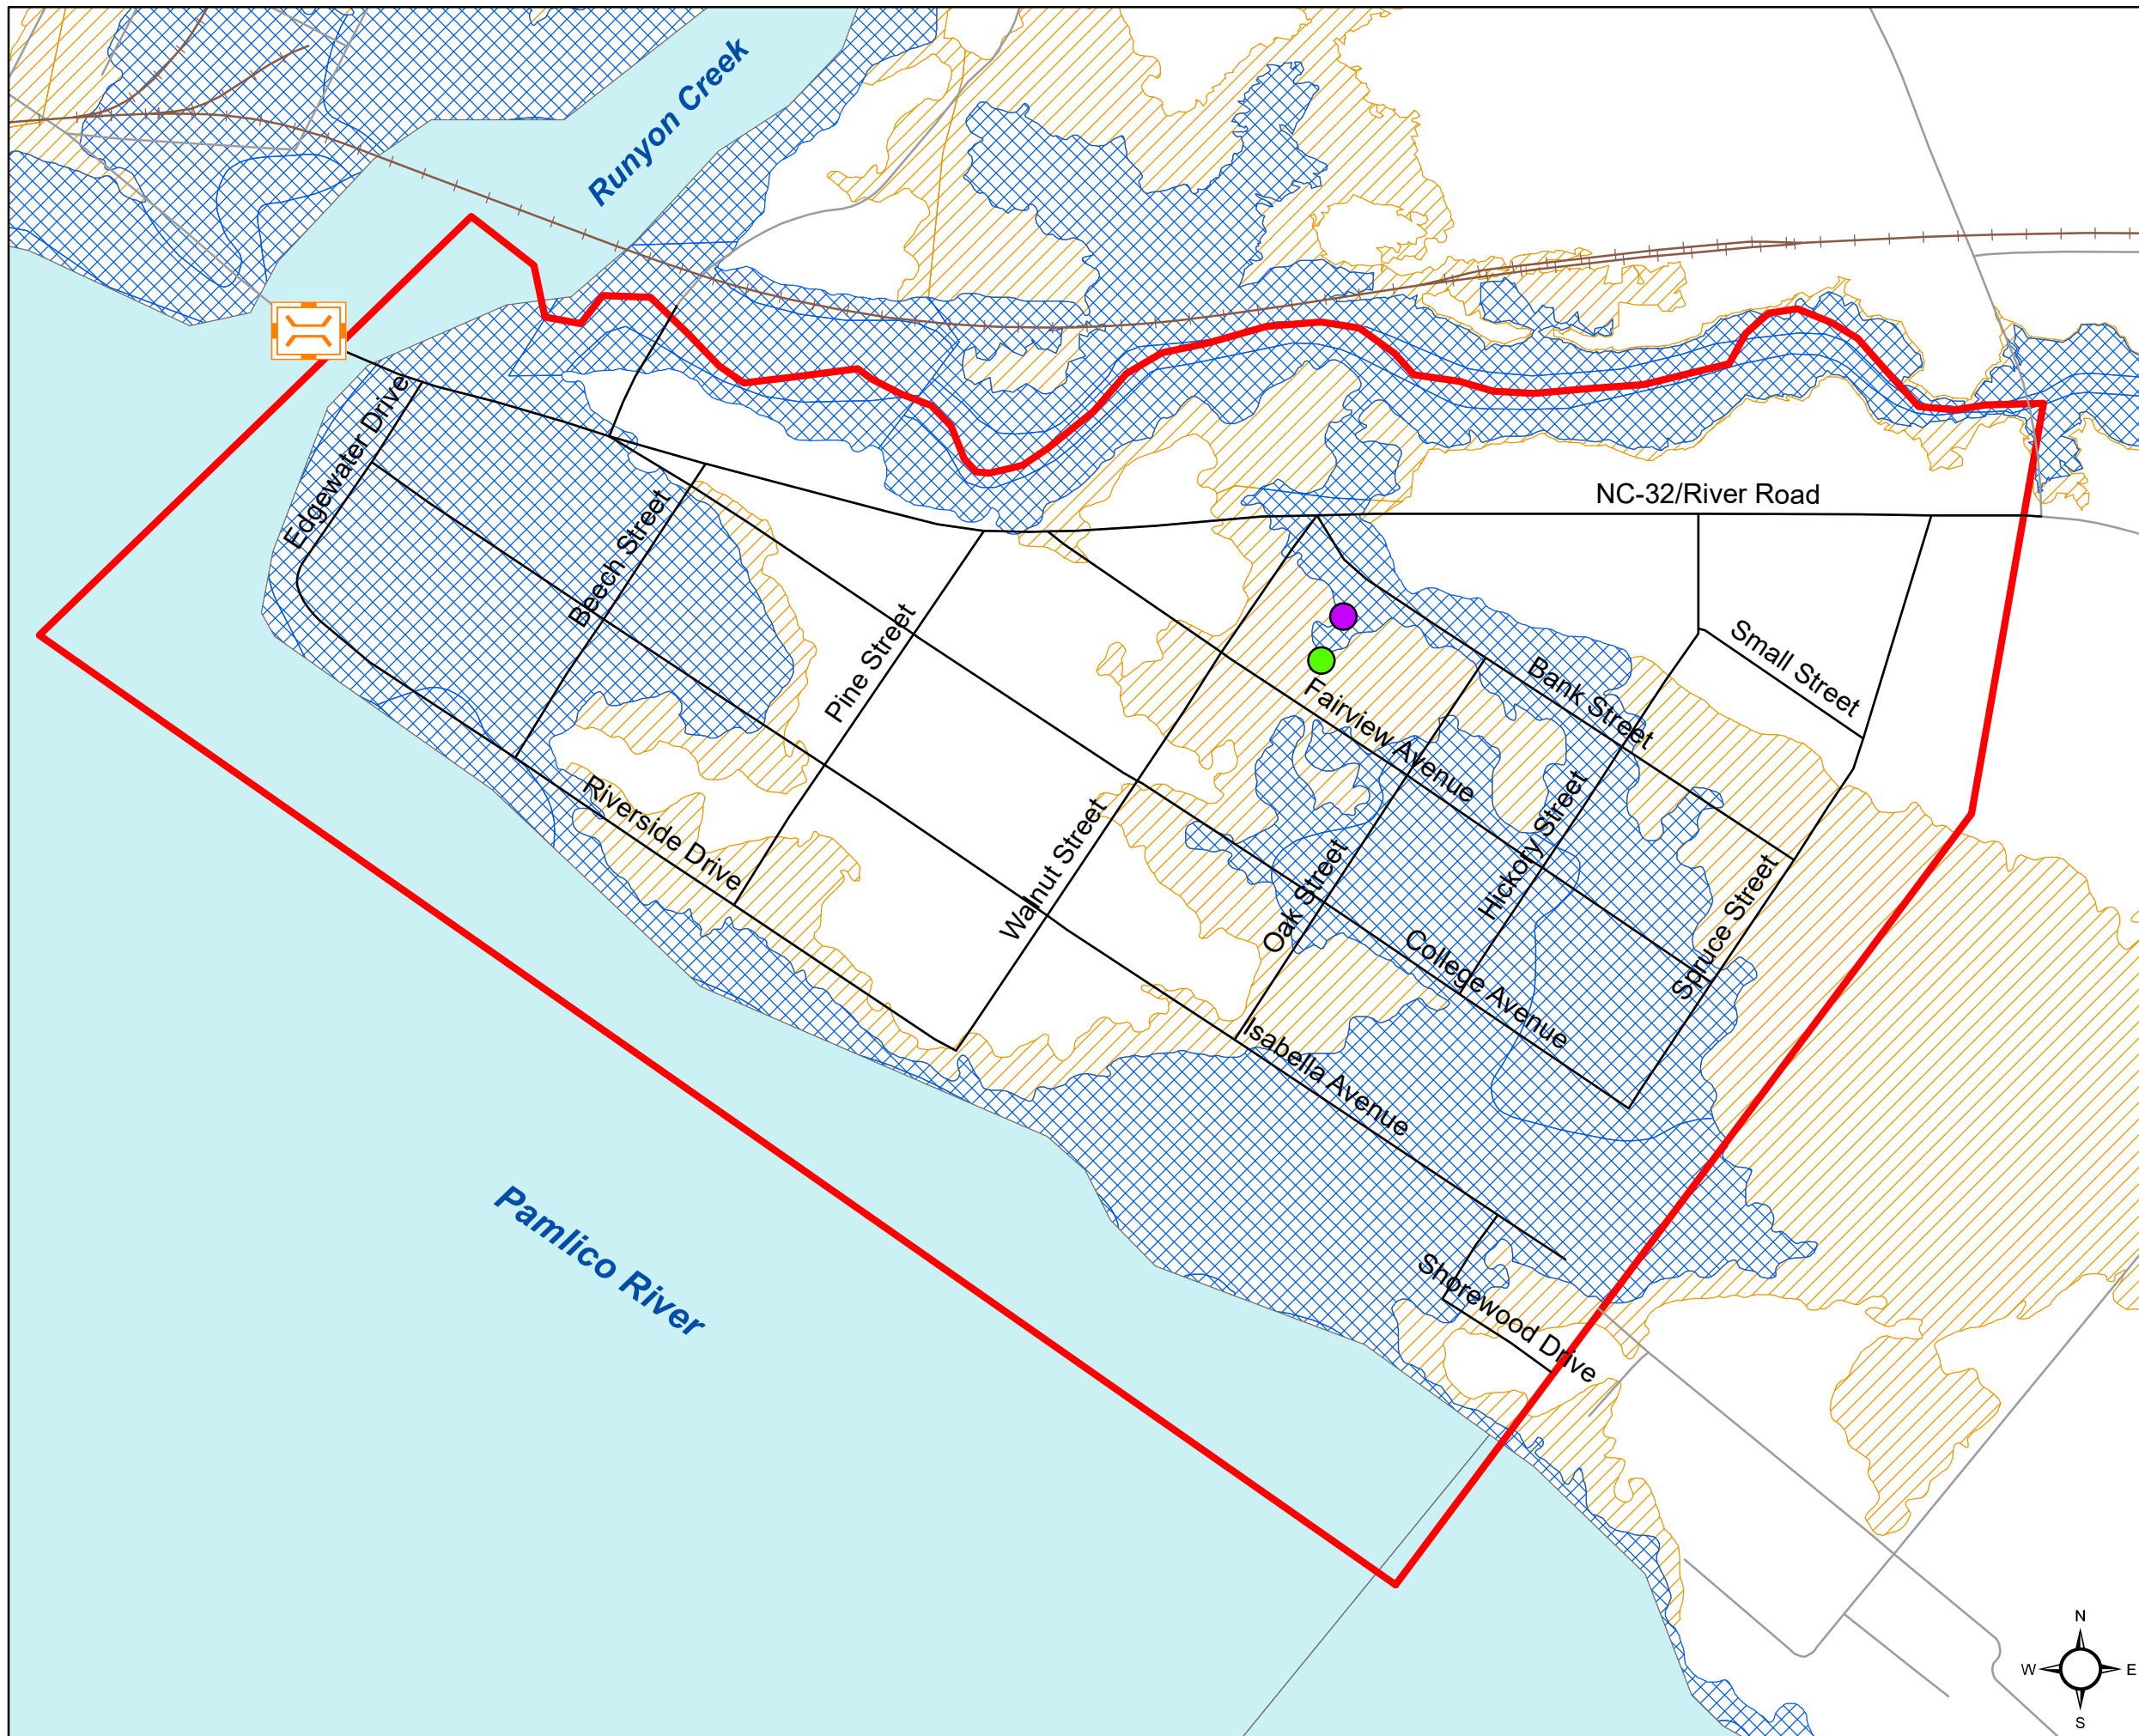 Runyon Creek
Edgewater Drive
Beech Street
NC-32/River Road
Pine Street
Small Street
Bank Street
Fairview Avenue
Riverside Drive
Walnut Street
Hickory Street
Oak Street
Spruce Street
College Avenue
Isabella Avenue
Pamlico River
Shorewood Drive
N
W
E
S